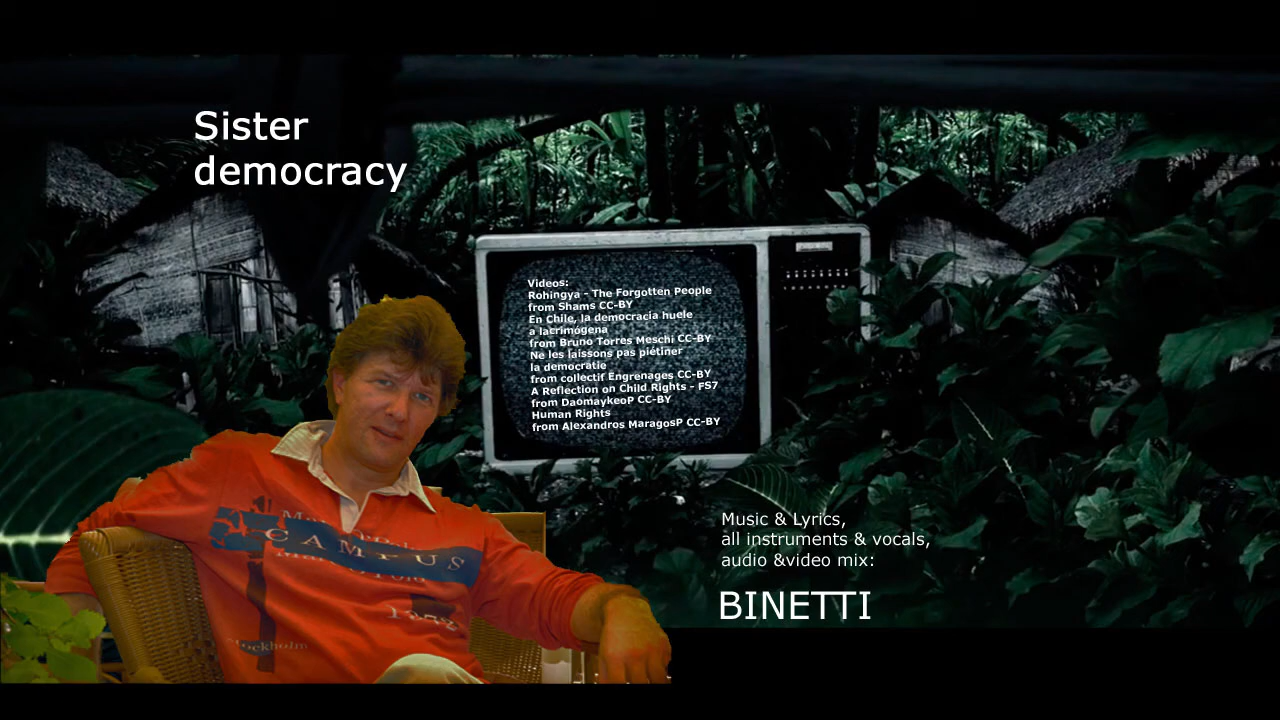 Sister
democracy
Videos:
Rohingya - The Forgotten People
from Shams CC-BY
En Chile, la democracia huele
a lacrimógena
from Bruno Torres Meschi CC-BY
Ne les laissons pas piétiner
la democratie
from collectif Engrenages CC-BY
A Reflection on Child Rights - FS7
from DaomaykeoP CC-BY
Human Rights
from Alexandros MaragosP CC-BY
CAMPUS
Stockholm
Music & Lyrics,
all instruments & vocals,
audio &video mix:
BINETTI